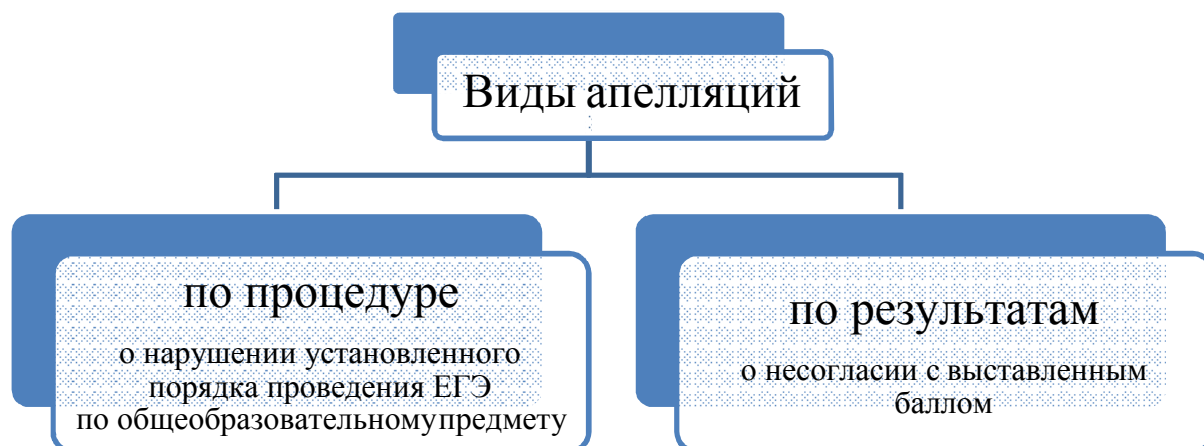 Виды апелляций
по процедуре
о нарушении установленного
порядка проведения ЕГЭ
по общеобразовательномупредмету
по результатам
о несогласии с выставленным
баллом